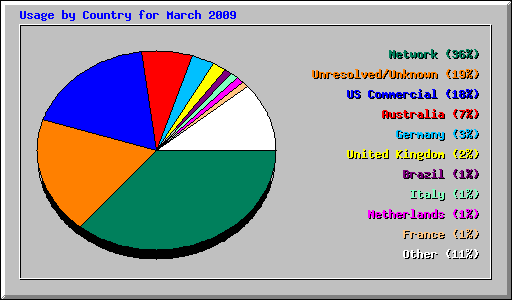 Usage by Country for March 2009
Network (36%)
Unresolved/Unknown (19%)
US Commercial (18%)
Australia (7%)
Germany (3%)
United Kingdom (2%)
Brazil (1%)
Italy (1%)
Netherlands (1%)
France (1%)
Other (11%)